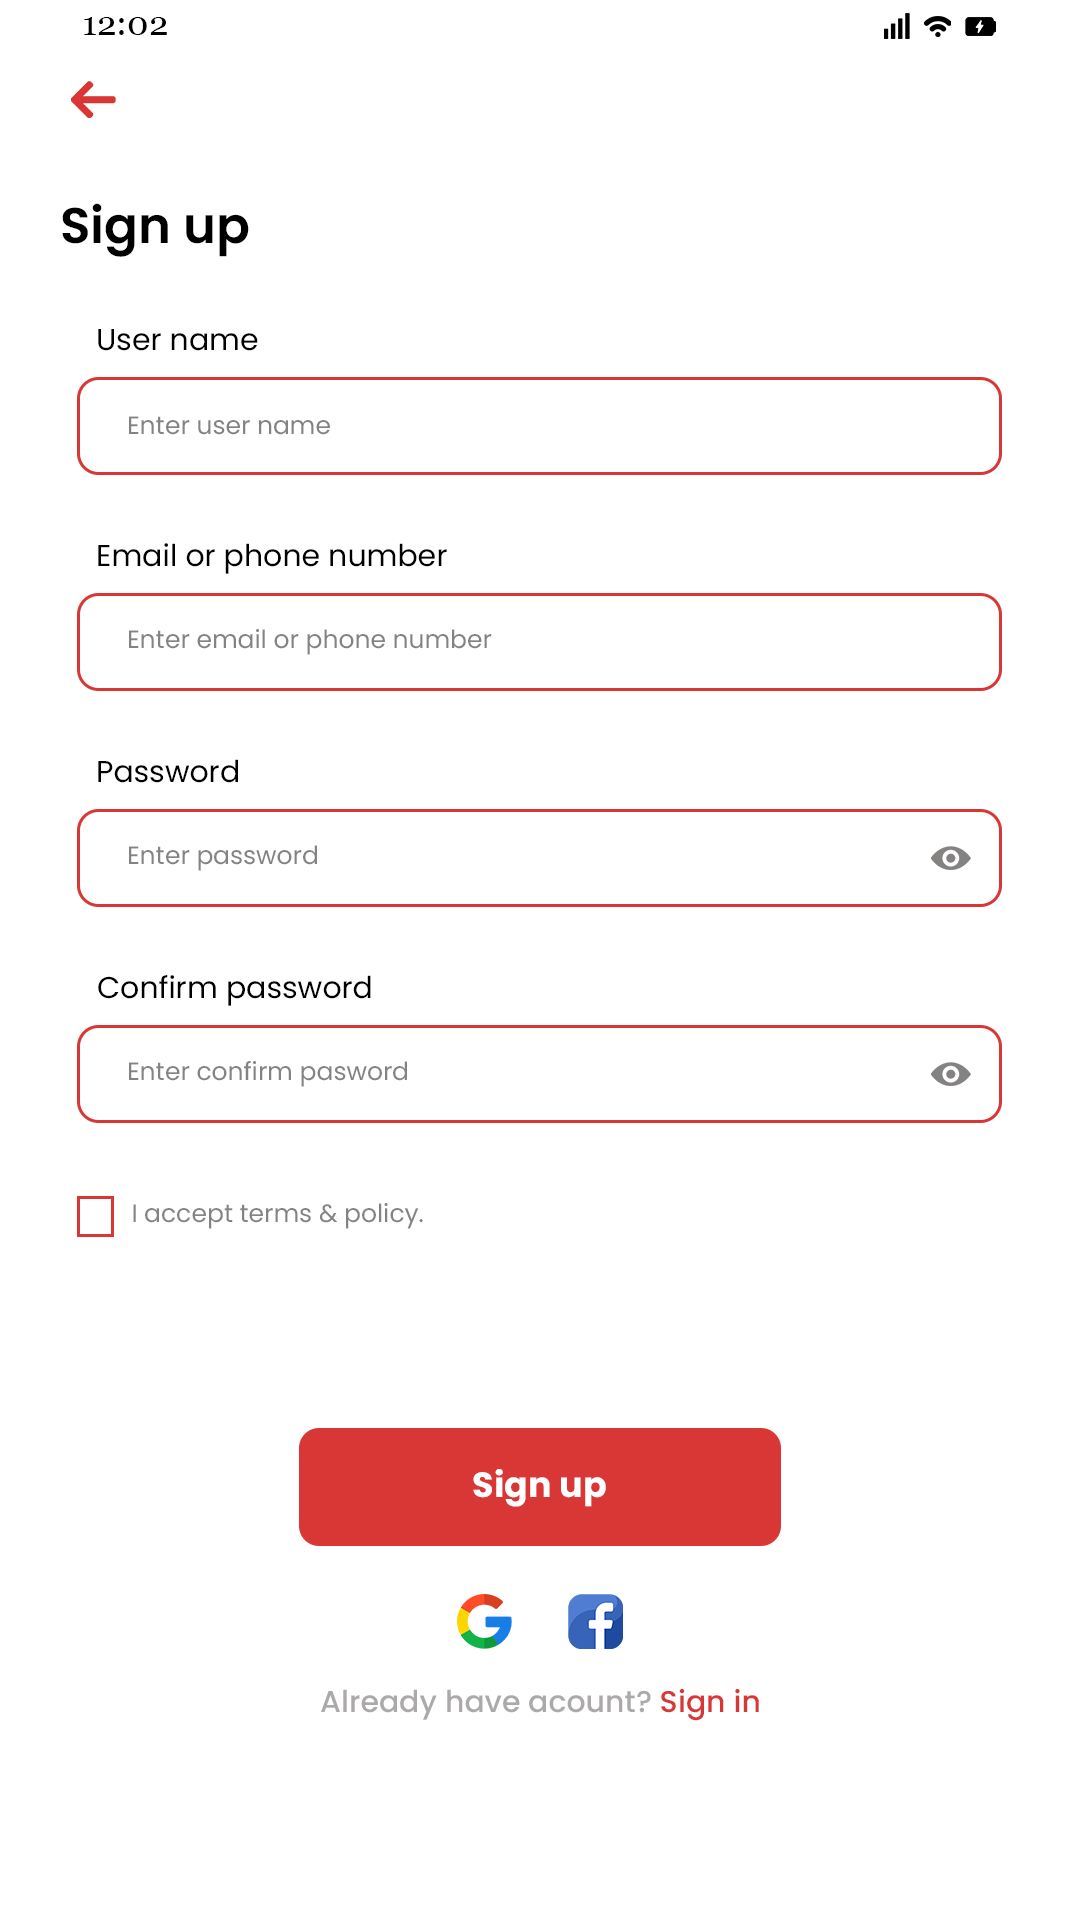 12:02
Sign up
User name
Enter user name
Email or phone number
Enter email or phone number
Password
Enter password
Confirm password
Enter confirm pasword
I accept terms & policy.
Sign up
Already have acount? Sign in